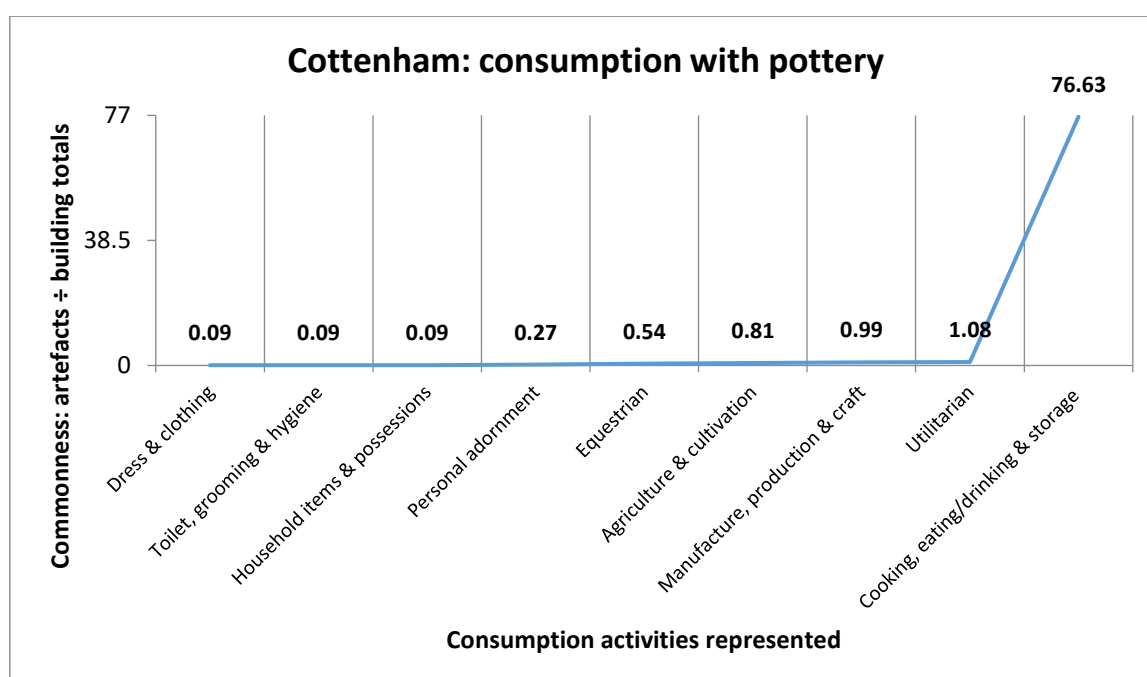 Cottenham: consumption with pottery
Commonness: artefacts ÷ building totals
77
38.5
0
0.09
0.09
0.09
0.27
0.54
0.81
0.99
1.08
76.63
Dress & clothing
Toilet, grooming & hygiene
Household items & possessions
Personal adornment
Equestrian
Agriculture & cultivation
Manufacture, production & craft
Utilitarian
Cooking, eating/drinking & storage
Consumption activities represented